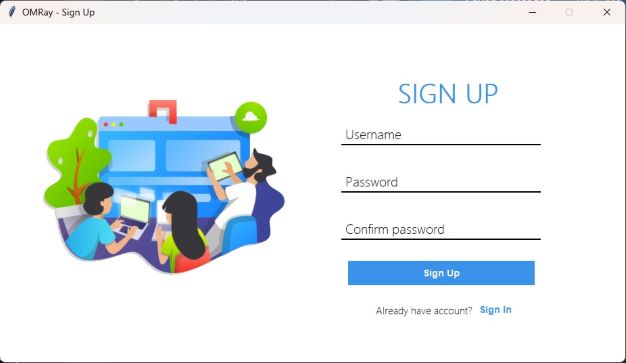 OMRay - Sign Up
SIGN UP
Username
Password
Confirm password
Sign Up
Already have account? Sign In